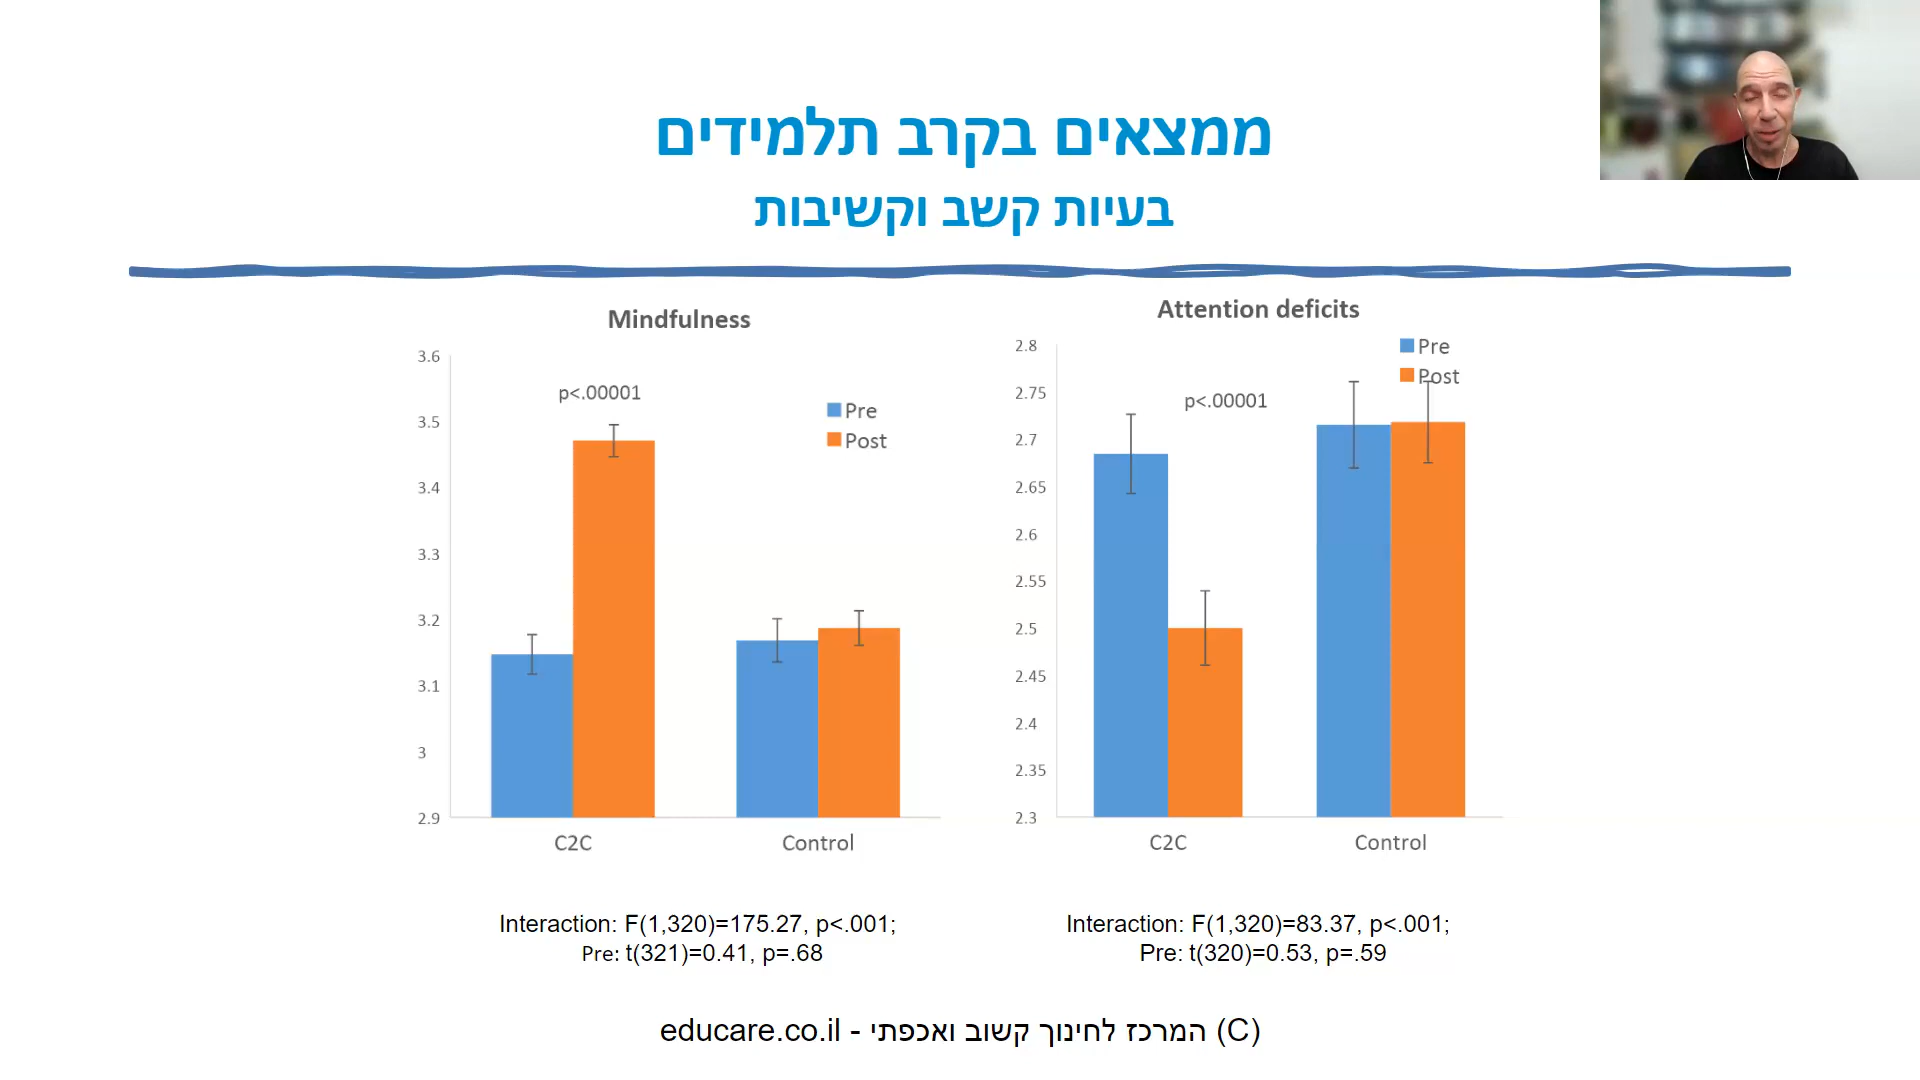 ממצאים בקרב תלמידים
בעיות קשב וקשיבות
Mindfulness
3.6
3.5
3.4
3.3
3.2
3.1
3
2.9
p<.00001
Pre
Post
C2C
Control
Attention deficits
2.8
2.75
2.7
2.65
2.6
2.55
2.5
2.45
2.4
2.35
2.3
p<.00001
Pre
Post
C2C
Control
Interaction: F(1,320)=175.27, p<.001;
Pre: t(321)=0.41, p=.68
Interaction: F(1,320)=83.37, p<.001;
Pre: t(320)=0.53, p=.59
(C) המרכז לחינוך קשוב ואכפתי - educare.co.il